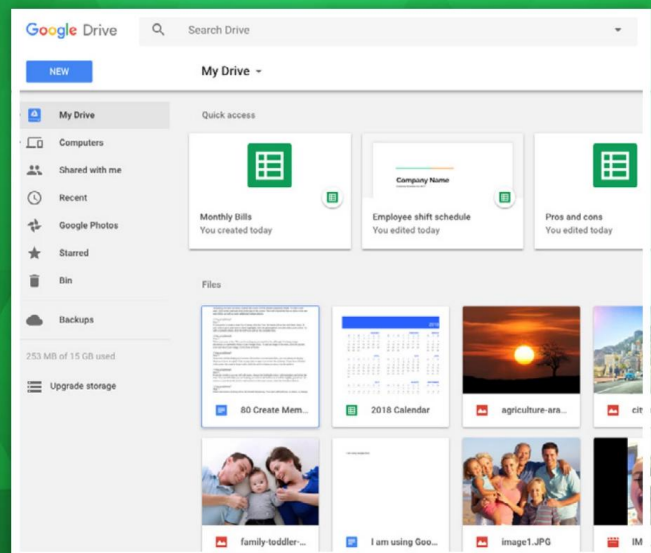 Google Drive
Search Drive
NEW
My Drive
My Drive
Computers
Shared with me
Recent
Google Photos
Starred
Bin
Backups
253 MB of 15 GB used
Upgrade storage
Quick access
Company Name
Monthly Bills
You created today
Employee shift schedule
You edited today
Pros and cons
You edited today
Files
2018
80 Create Mem...
2018 Calendar
agriculture-ara...
city
family-toddler-...
I am using Goo...
image1.JPG
IM